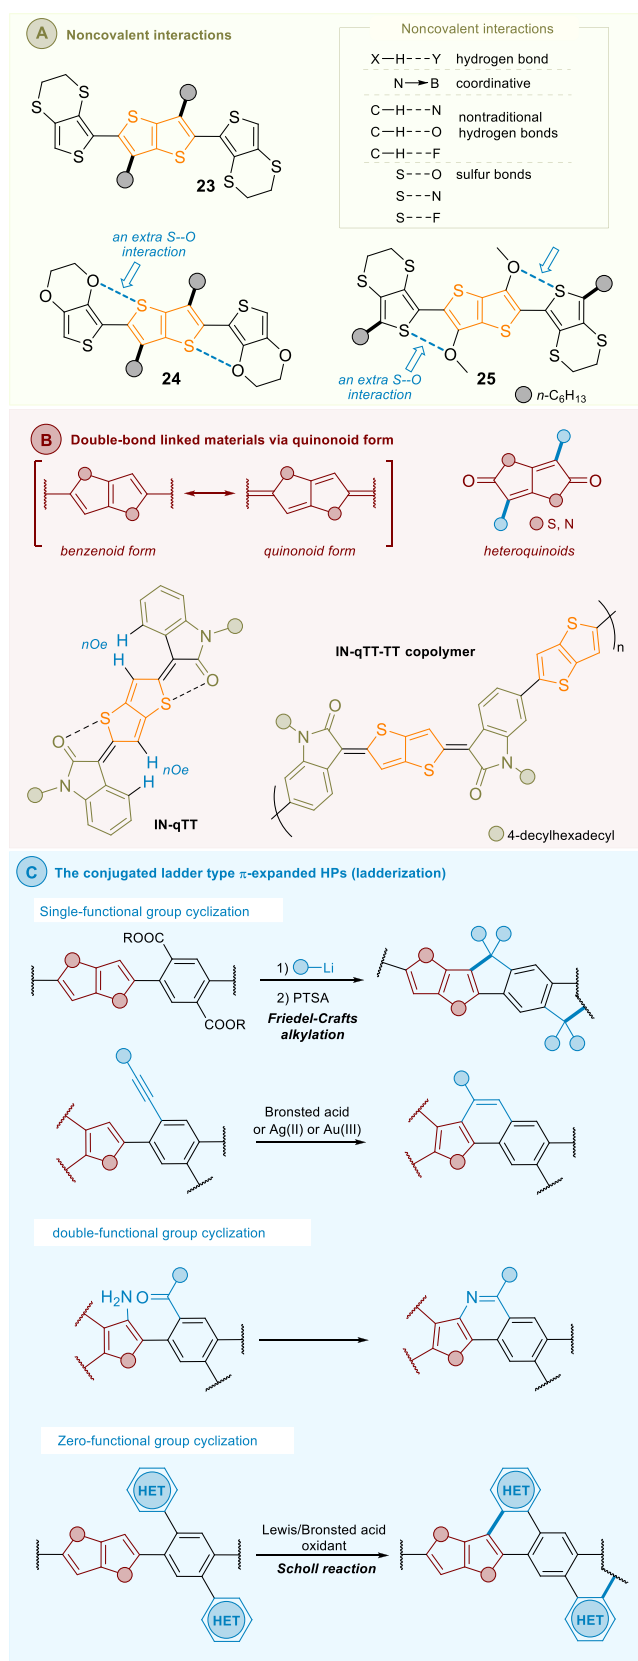 A Noncovalent interactions
Noncovalent interactions
X—H---Y hydrogen bond
N→B coordinative
C—H---N nontraditional
C—H---O hydrogen bonds
C—H---F
S---O sulfur bonds
S---N
S---F
S
S
S
S
S
S
S
S
23
an extra S--O
interaction
O
O
S
S
S
S
O
O
24
S
S
S
S
S
O
O
S
S
S
an extra S--O
interaction
25
n-C6H13
B Double-bond linked materials via quinonoid form
benzenoid form
quinonoid form
O
O
S, N
heteroquinoids
nOe
H
H
N
O
S
S
O
N
H
H
nOe
IN-qTT
IN-qTT-TT copolymer
S
S
n
O
N
S
S
O
N
4-decylhexadecyl
C The conjugated ladder type π-expanded HPs (ladderization)
Single-functional group cyclization
ROOC
COOR
1) —Li
2) PTSA
Friedel-Crafts
alkylation
Bronsted acid
or Ag(II) or Au(III)
double-functional group cyclization
H2N O
N
Zero-functional group cyclization
HET
HET
Lewis/Bronsted acid
oxidant
Scholl reaction
HET
HET